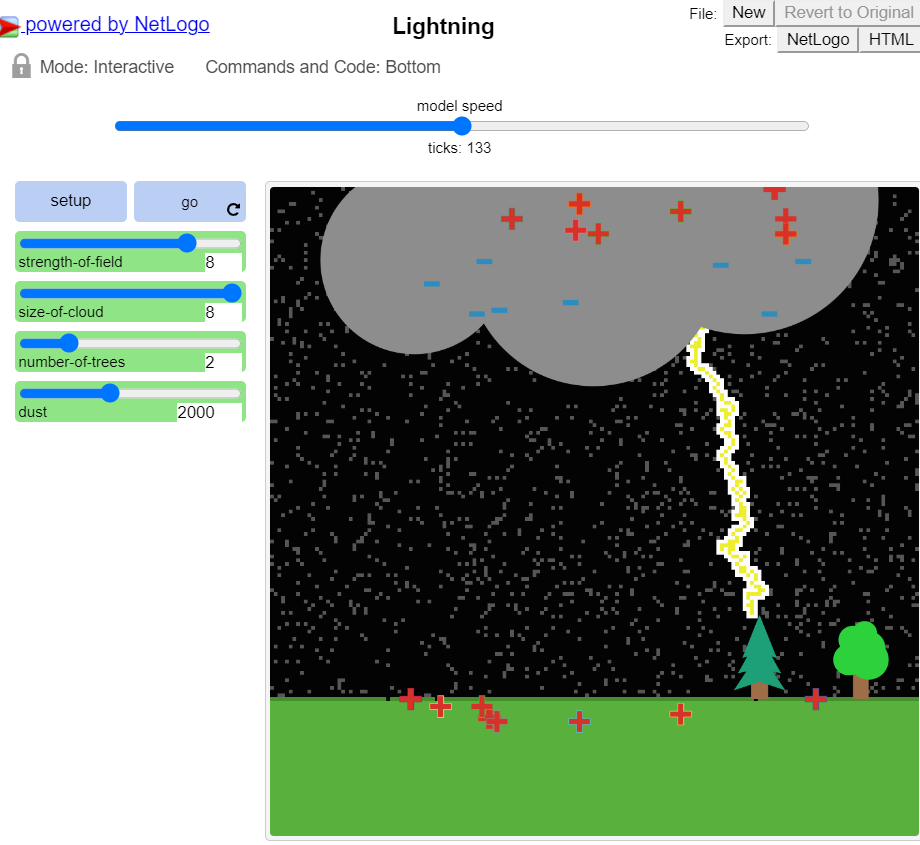 powered by NetLogo
Lightning
File: New Revert to Original
Export: NetLogo HTML
Mode: Interactive Commands and Code: Bottom
model speed
ticks: 133
setup
go
strength-of-field 8
size-of-cloud 8
number-of-trees 2
dust 2000